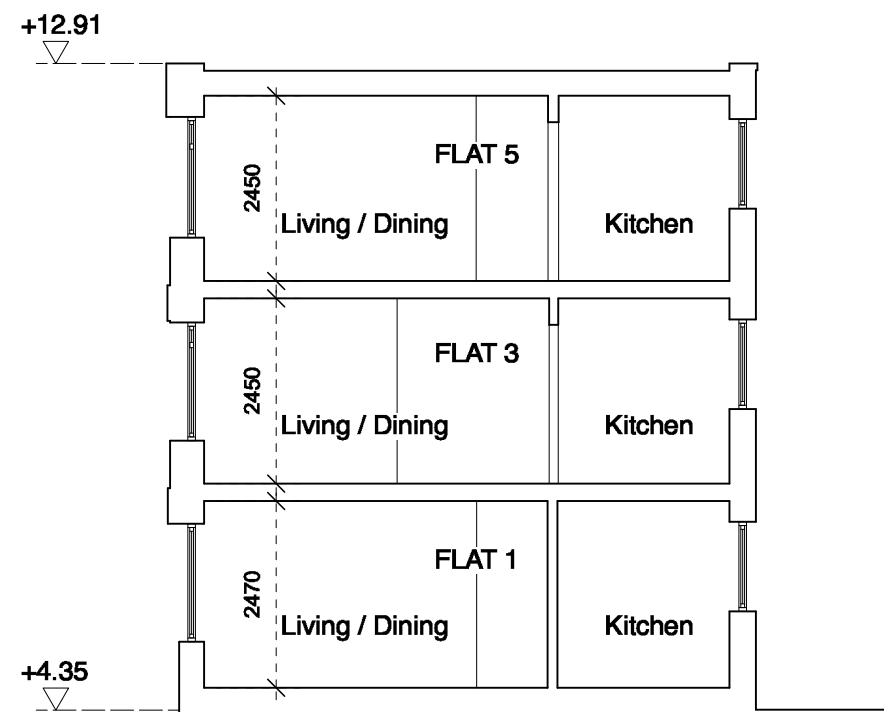 +12.91
FLAT 5
2450
Living / Dining
Kitchen
FLAT 3
2450
Living / Dining
Kitchen
FLAT 1
2470
Living / Dining
Kitchen
+4.35